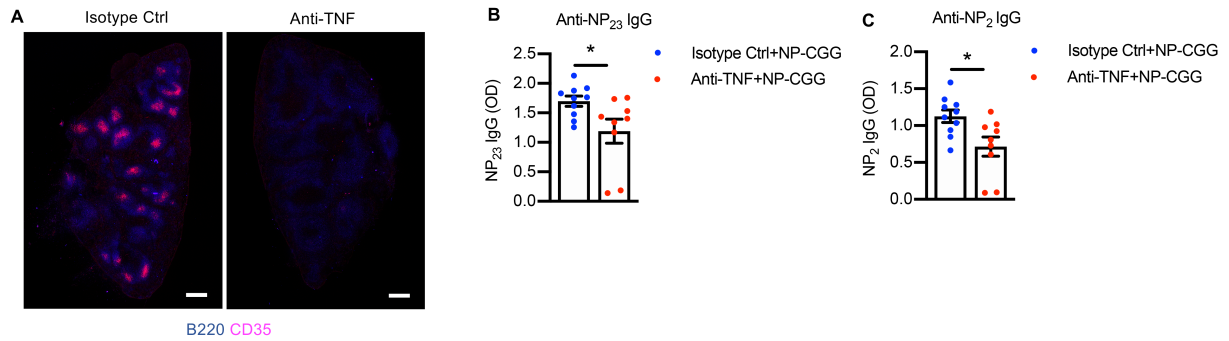 A
Isotype Ctrl
Anti-TNF
B220 CD35
B
Anti-NP23 IgG
NP23 IgG (OD)
2.5
2.0
1.5
1.0
0.5
0.0
*
Isotype Ctrl+NP-CGG
Anti-TNF+NP-CGG
C
Anti-NP2 IgG
NP2 IgG (OD)
2.0
1.5
1.0
0.5
0.0
*
Isotype Ctrl+NP-CGG
Anti-TNF+NP-CGG